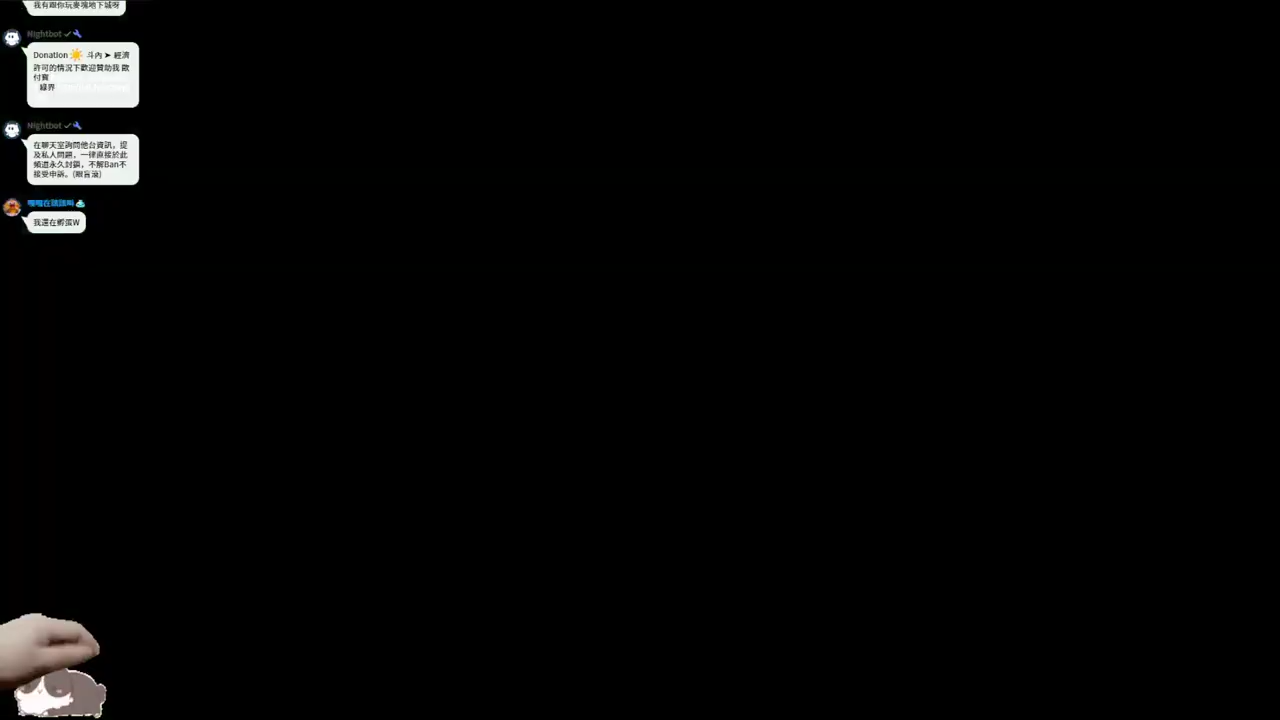 我有跟你玩麥塊地下城呀
Nightbot
Donation 斗內 ➤ 經濟
許可的情況下歡迎贊助我 歐
付寶
綠界
Nightbot
在聊天室詢問他台資訊，提
及私人問題，一律直接於此
頻道永久封鎖，不解Ban不
接受申訴。(眼盲滾)
我還在孵蛋W